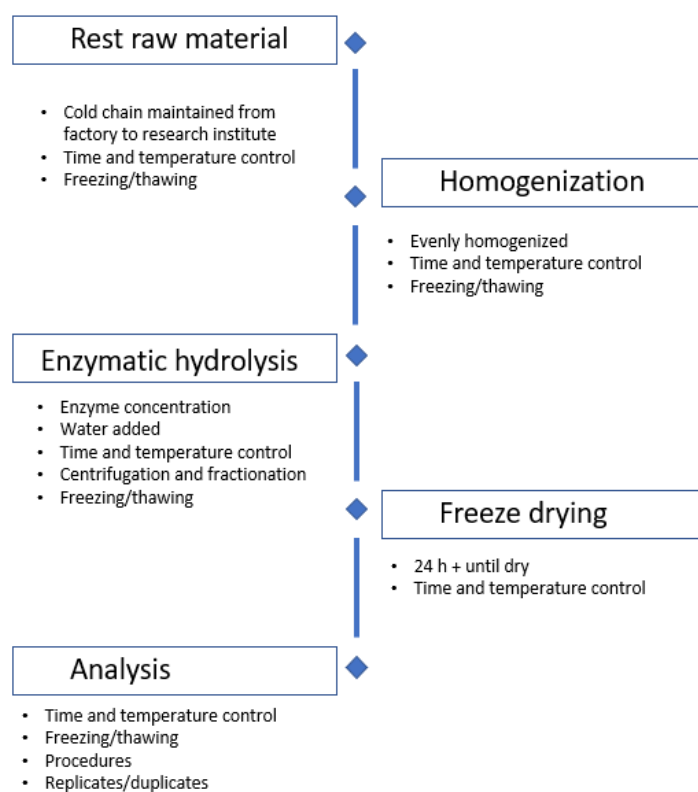 Rest raw material
• Cold chain maintained from
factory to research institute
• Time and temperature control
• Freezing/thawing
Homogenization
• Evenly homogenized
• Time and temperature control
• Freezing/thawing
Enzymatic hydrolysis
• Enzyme concentration
• Water added
• Time and temperature control
• Centrifugation and fractionation
• Freezing/thawing
Freeze drying
• 24 h + until dry
• Time and temperature control
Analysis
• Time and temperature control
• Freezing/thawing
• Procedures
• Replicates/duplicates